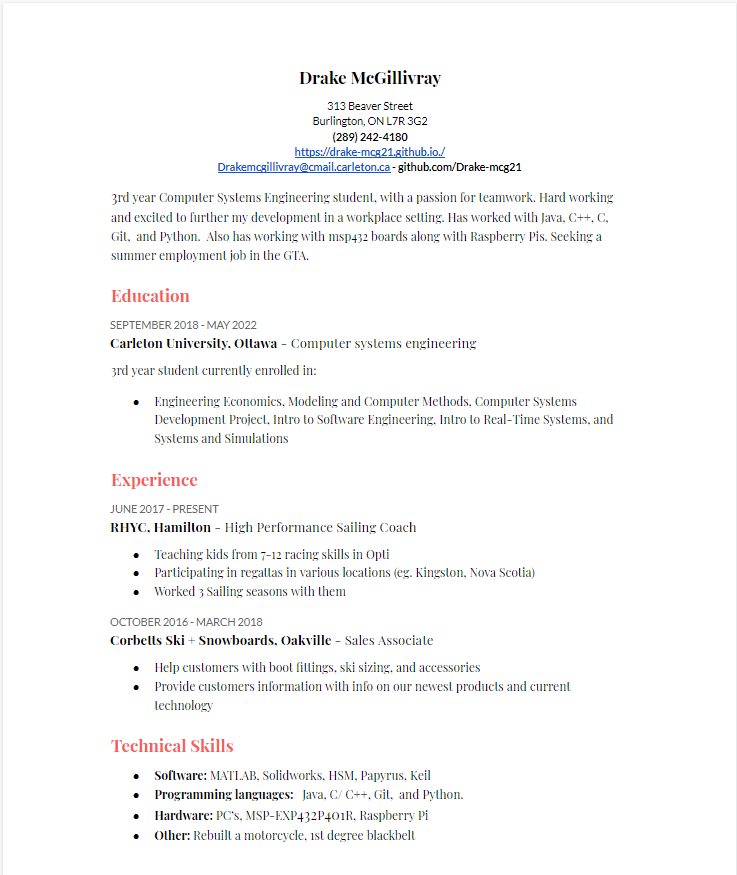 Drake McGillivray
313 Beaver Street
Burlington, ON L7R 3G2
(289) 242-4180
https://drake-mcg21.github.io./
Drakemcgillivray@cmail.carleton.ca - github.com/Drake-mcg21
3rd year Computer Systems Engineering student, with a passion for teamwork. Hard working
and excited to further my development in a workplace setting. Has worked with Java, C++, C,
Git,  and Python.  Also has working with msp432 boards along with Raspberry Pis. Seeking a
summer employment job in the GTA.
Education
SEPTEMBER 2018 - MAY 2022
Carleton University, Ottawa - Computer systems engineering
3rd year student currently enrolled in:
● Engineering Economics, Modeling and Computer Methods, Computer Systems
Development Project, Intro to Software Engineering, Intro to Real-Time Systems, and
Systems and Simulations
Experience
JUNE 2017 - PRESENT
RHYC, Hamilton - High Performance Sailing Coach
● Teaching kids from 7-12 racing skills in Opti
● Participating in regattas in various locations (eg. Kingston, Nova Scotia)
● Worked 3 Sailing seasons with them
OCTOBER 2016 - MARCH 2018
Corbetts Ski + Snowboards, Oakville - Sales Associate
● Help customers with boot fittings, ski sizing, and accessories
● Provide customers information with info on our newest products and current
technology
Technical Skills
● Software: MATLAB, Solidworks, HSM, Papyrus, Keil
● Programming languages:   Java, C/ C++, Git,  and Python.
● Hardware: PC's, MSP-EXP432P401R, Raspberry Pi
● Other: Rebuilt a motorcycle, 1st degree blackbelt